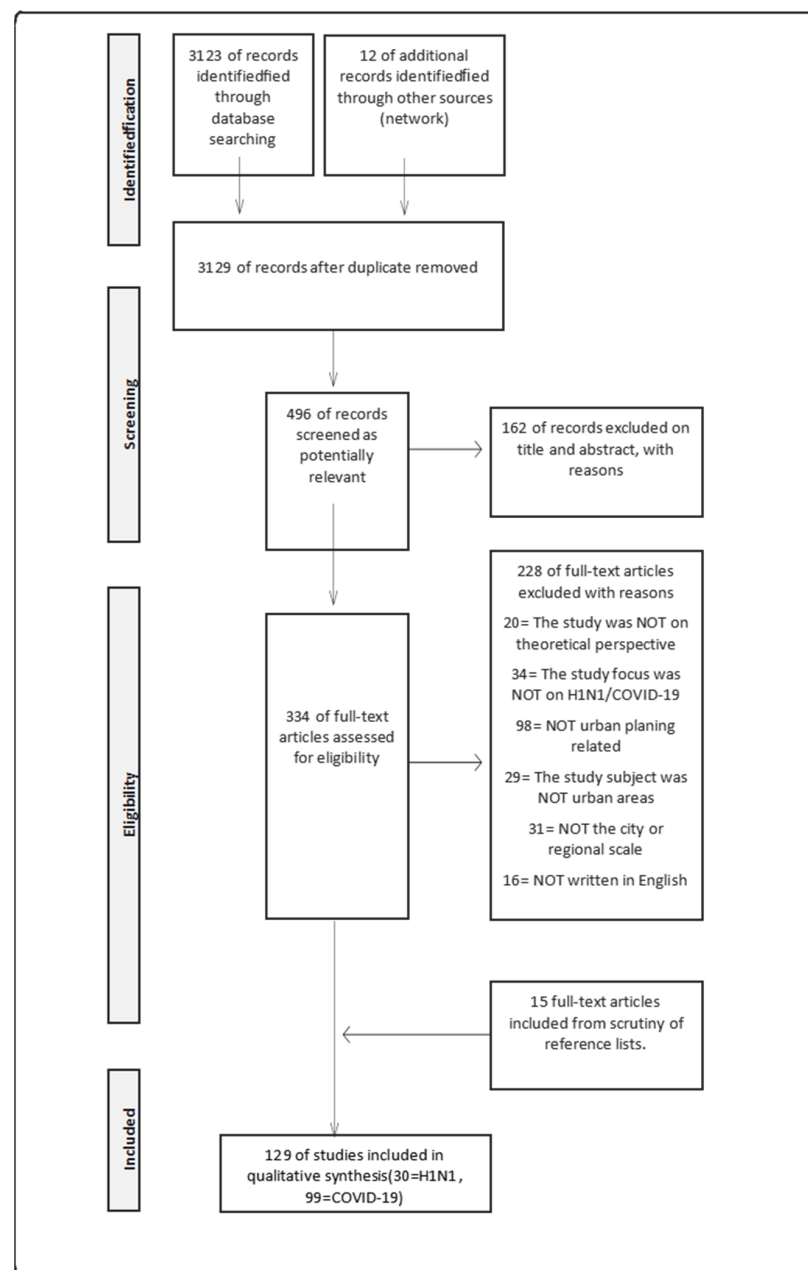 Identifiedfication
3123 of records
identifiedfied
through
database
searching
12 of additional
records identifiedfied
through other sources
(network)
3129 of records after duplicate removed
Screening
496 of records
screened as
potentially
relevant
162 of records excluded on
title and abstract, with
reasons
Eligibility
334 of full-text
articles assessed
for eligibility
228 of full-text articles
excluded with reasons
20= The study was NOT on
theoretical perspective
34= The study focus was
NOT on H1N1/COVID-19
98= NOT urban planing
related
29= The study subject was
NOT urban areas
31= NOT the city or
regional scale
16= NOT written in English
15 full-text articles
included from scrutiny of
reference lists.
Included
129 of studies included in
qualitative synthesis(30=H1N1,
99=COVID-19)